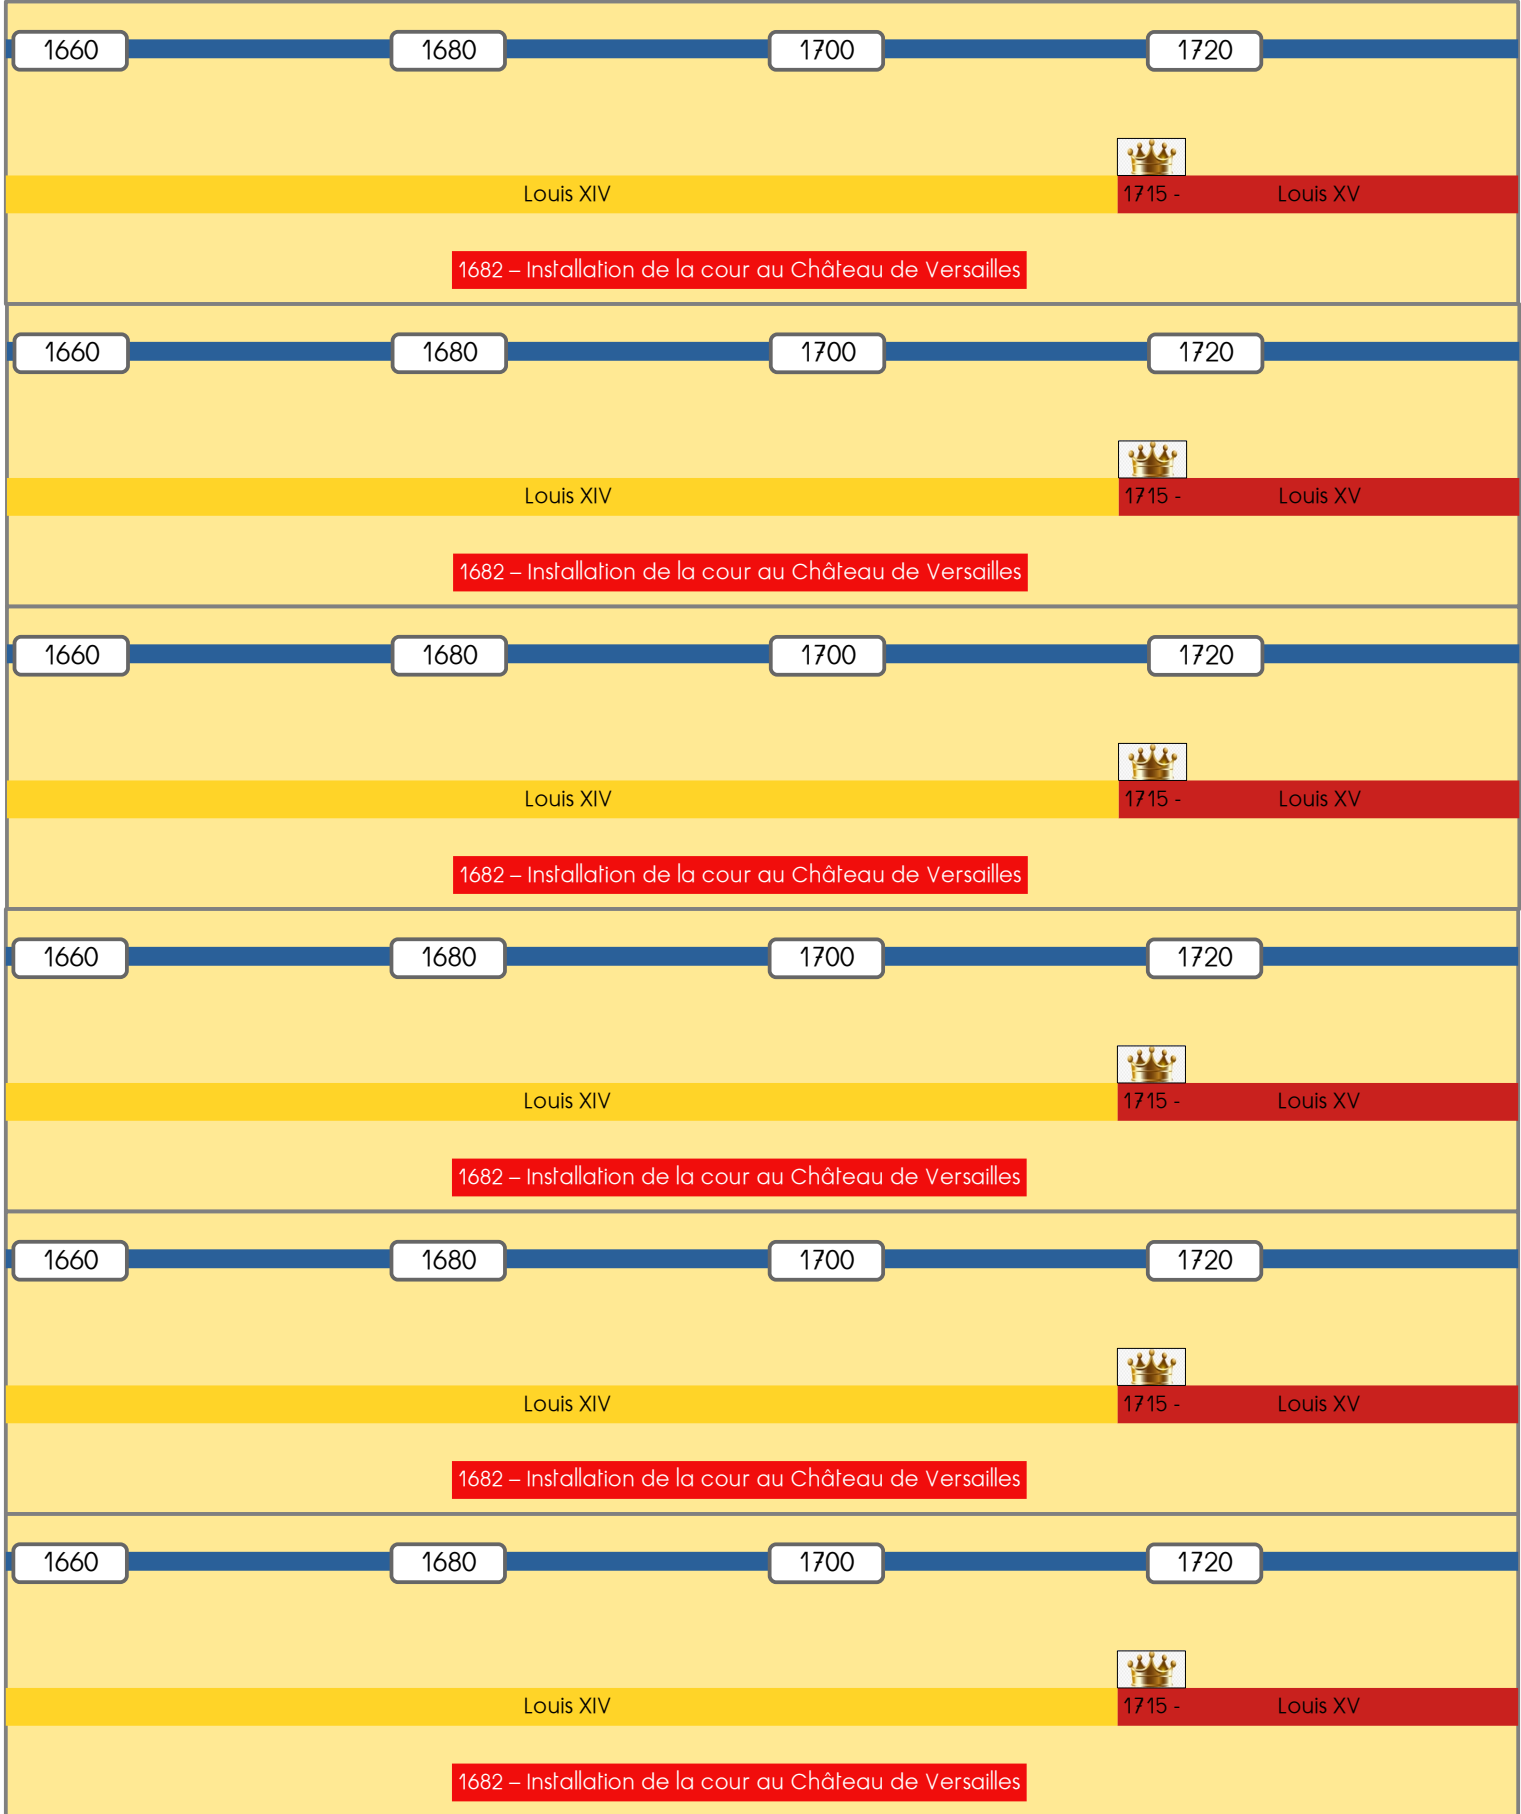 1660 1680 1700 1720
Louis XIV 1715 - Louis XV
1682 – Installation de la cour au Château de Versailles
1660 1680 1700 1720
Louis XIV 1715 - Louis XV
1682 – Installation de la cour au Château de Versailles
1660 1680 1700 1720
Louis XIV 1715 - Louis XV
1682 – Installation de la cour au Château de Versailles
1660 1680 1700 1720
Louis XIV 1715 - Louis XV
1682 – Installation de la cour au Château de Versailles
1660 1680 1700 1720
Louis XIV 1715 - Louis XV
1682 – Installation de la cour au Château de Versailles
1660 1680 1700 1720
Louis XIV 1715 - Louis XV
1682 – Installation de la cour au Château de Versailles